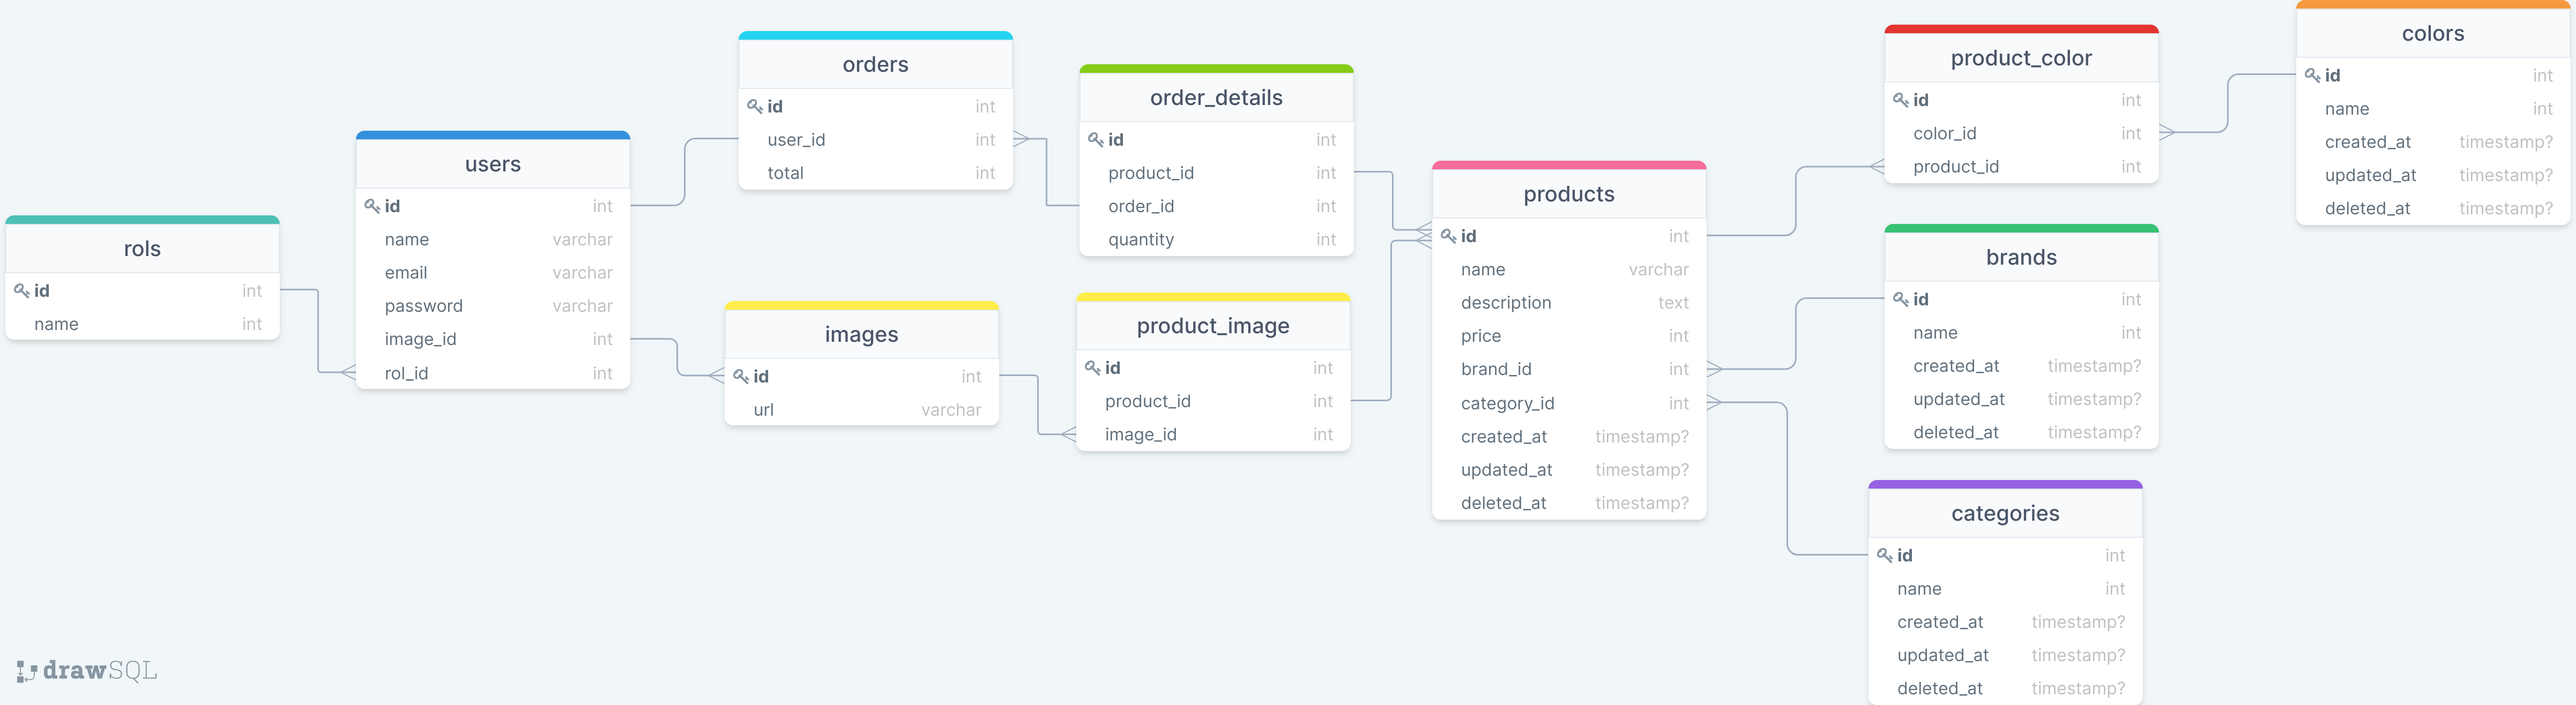 rols
id int
name int
users
id int
name varchar
email varchar
password varchar
image_id int
rol_id int
orders
id int
user_id int
total int
images
id int
url varchar
order_details
id int
product_id int
order_id int
quantity int
product_image
id int
product_id int
image_id int
products
id int
name varchar
description text
price int
brand_id int
category_id int
created_at timestamp?
updated_at timestamp?
deleted_at timestamp?
product_color
id int
color_id int
product_id int
brands
id int
name int
created_at timestamp?
updated_at timestamp?
deleted_at timestamp?
categories
id int
name int
created_at timestamp?
updated_at timestamp?
deleted_at timestamp?
colors
id int
name int
created_at timestamp?
updated_at timestamp?
deleted_at timestamp?
drawSQL